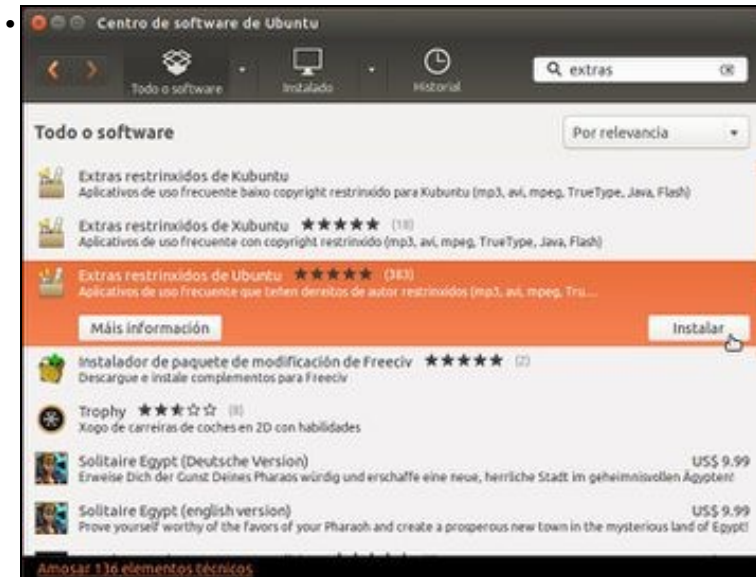 Centro de software de Ubuntu
Todo o software
Instalado
Historial
extras
Todo o software
Por relevancia
Extras restrinxidos de Kubuntu
Aplicativos de uso frecuente baixo copyright restrinxido para Kubuntu (mp3, avi, mpeg, TrueType, Java, Flash)
Extras restrinxidos de Xubuntu ★★★★★ (18)
Aplicativos de uso frecuente con copyright restrinxido (mp3, avi, mpeg, TrueType, Java, Flash)
Extras restrinxidos de Ubuntu ★★★★★ (383)
Aplicativos de uso frecuente que teñen dereitos de autor restrinxidos (mp3, avi, mpeg, Tru...
Máis información
Instalar
Instalador de paquete de modificación de Freeciv ★★★★★ (2)
Descargue e instale complementos para Freeciv
Trophy ★★★☆☆ (8)
Xogo de carreiras de coches en 2D con habilidades
Solitaire Egypt (Deutsche Version) US$ 9.99
Erweise Dich der Gunst Deines Pharaos würdig und erschaffe eine neue, herrliche Stadt im geheimnisvollen Ägypten!
Solitaire Egypt (english version) US$ 9.99
Prove yourself worthy of the favors of your Pharaoh and create a prosperous new town in the mysterious land of Egypt!
Amosar 136 elementos técnicos